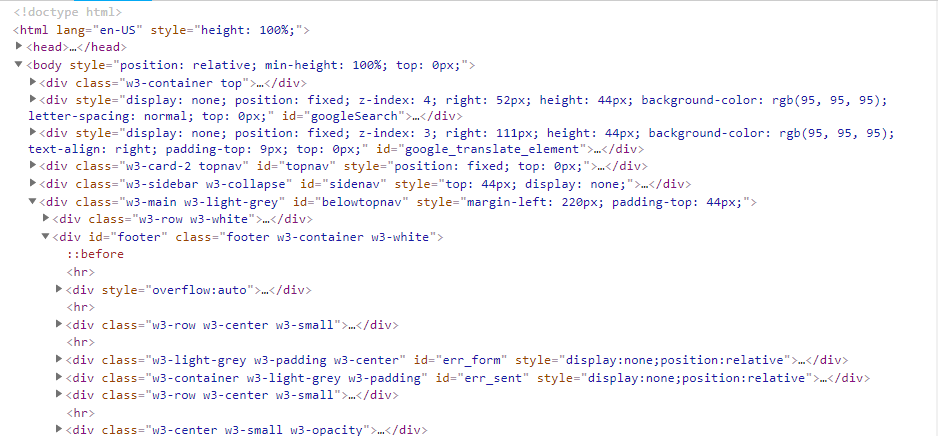 <!doctype html>
<html lang="en-US" style="height: 100%;">
<head>…</head>
<body style="position: relative; min-height: 100%; top: 0px;">
<div class="w3-container top">…</div>
<div style="display: none; position: fixed; z-index: 4; right: 52px; height: 44px; background-color: rgb(95, 95, 95);
letter-spacing: normal; top: 0px;" id="googleSearch">…</div>
<div style="display: none; position: fixed; z-index: 3; right: 111px; height: 44px; background-color: rgb(95, 95, 95);
text-align: right; padding-top: 9px; top: 0px;" id="google_translate_element">…</div>
<div class="w3-card-2 topnav" id="topnav" style="position: fixed; top: 0px;">…</div>
<div class="w3-sidebar w3-collapse" id="sidenav" style="top: 44px; display: none;">…</div>
<div class="w3-main w3-light-grey" id="belowtopnav" style="margin-left: 220px; padding-top: 44px;">
<div class="w3-row w3-white">…</div>
<div id="footer" class="footer w3-container w3-white">
::before
<hr>
<div style="overflow:auto">…</div>
<hr>
<div class="w3-row w3-center w3-small">…</div>
<hr>
<div class="w3-light-grey w3-padding w3-center" id="err_form" style="display:none;position:relative">…</div>
<div class="w3-container w3-light-grey w3-padding" id="err_sent" style="display:none;position:relative">…</div>
<div class="w3-row w3-center w3-small">…</div>
<hr>
<div class="w3-center w3-small w3-opacity">…</div>